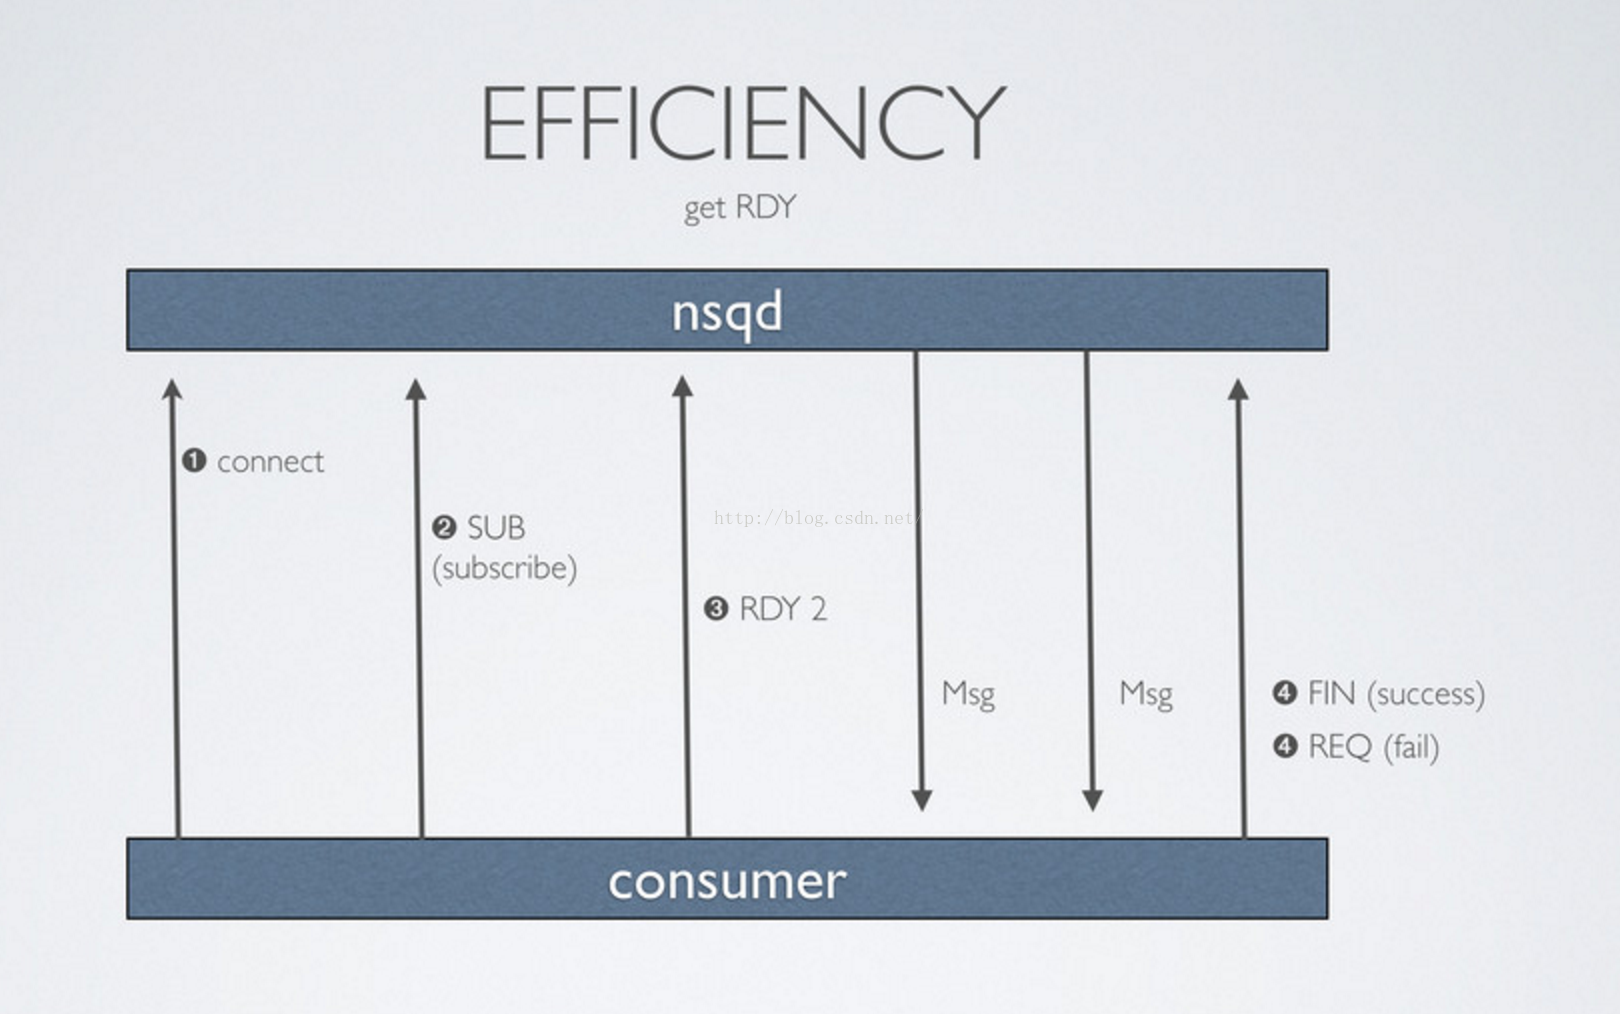 EFFICIENCY
get RDY
nsqd
❶ connect
❷ SUB
(subscribe)
http://blog.csdn.net/
❸ RDY 2
Msg
Msg
❹ FIN (success)
❹ REQ (fail)
consumer